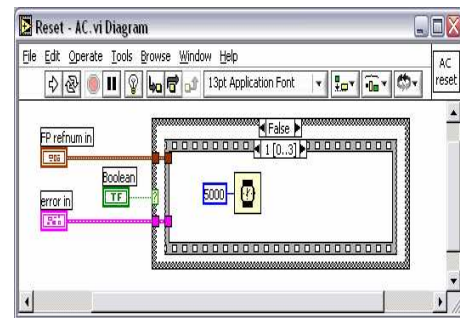 Reset - AC.vi Diagram
File Edit Operate Tools Browse Window Help
13pt Application Font
AC
reset
False
1 [0..3]
FP refnum in
Boolean
TF
?
5000
error in